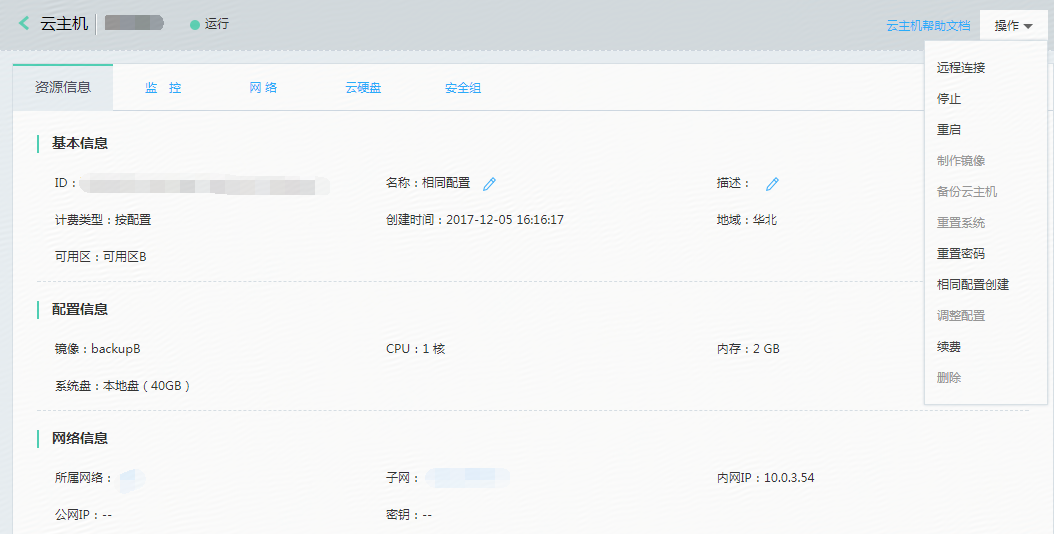 云主机 运行 云主机帮助文档 操作
资源信息 监 控 网 络 云硬盘 安全组
远程连接
停止
重启
制作镜像
备份云主机
重置系统
重置密码
相同配置创建
调整配置
续费
删除
基本信息
ID： 名称：相同配置 描述：
计费类型：按配置 创建时间：2017-12-05 16:16:17 地域：华北
可用区：可用区B
配置信息
镜像：backupB CPU：1 核 内存：2 GB
系统盘：本地盘（40GB）
网络信息
所属网络： 子网： 内网IP：10.0.3.54
公网IP：-- 密钥：--